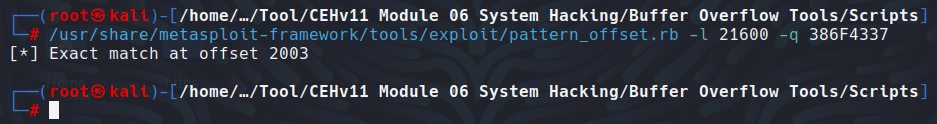 ┌──(root㉿kali)-[/home/…/Tool/CEHv11 Module 06 System Hacking/Buffer Overflow Tools/Scripts]
└─# /usr/share/metasploit-framework/tools/exploit/pattern_offset.rb -l 21600 -q 386F4337
[*] Exact match at offset 2003
┌──(root㉿kali)-[/home/…/Tool/CEHv11 Module 06 System Hacking/Buffer Overflow Tools/Scripts]
└─#